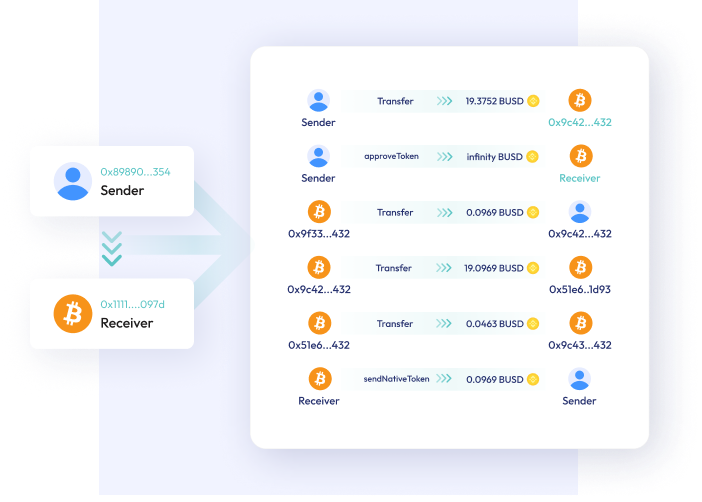 0x89890...354
Sender
0x1111....097d
Receiver
Transfer 19.3752 BUSD
Sender 0x9c42...432
approveToken infinity BUSD
Sender Receiver
Transfer 0.0969 BUSD
0x9f33...432 0x9c42...432
Transfer 19.0969 BUSD
0x9c42...432 0x51e6..1d93
Transfer 0.0463 BUSD
0x51e6...432 0x9c43...432
sendNativeToken 0.0969 BUSD
Receiver Sender